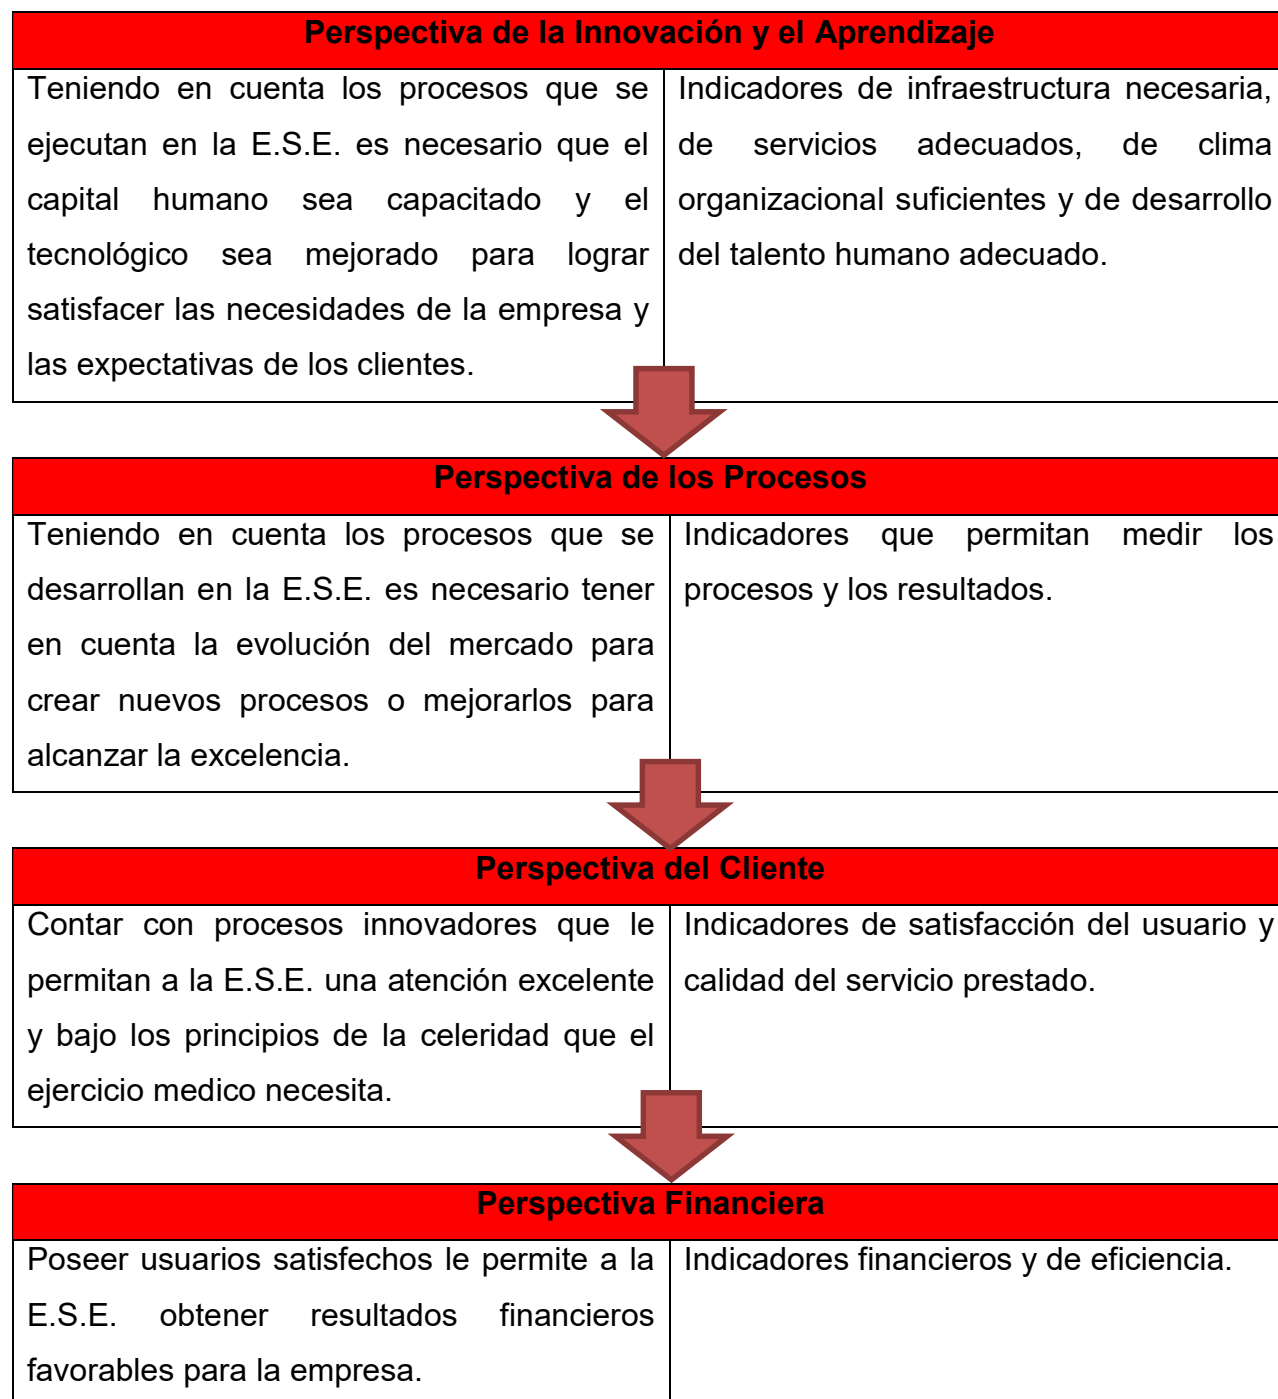 Perspectiva de la Innovación y el Aprendizaje
Teniendo en cuenta los procesos que se
ejecutan en la E.S.E. es necesario que el
capital humano sea capacitado y el
tecnológico sea mejorado para lograr
satisfacer las necesidades de la empresa y
las expectativas de los clientes.
Indicadores de infraestructura necesaria,
de servicios adecuados, de clima
organizacional suficientes y de desarrollo
del talento humano adecuado.
Perspectiva de los Procesos
Teniendo en cuenta los procesos que se
desarrollan en la E.S.E. es necesario tener
en cuenta la evolución del mercado para
crear nuevos procesos o mejorarlos para
alcanzar la excelencia.
Indicadores que permitan medir los
procesos y los resultados.
Perspectiva del Cliente
Contar con procesos innovadores que le
permitan a la E.S.E. una atención excelente
y bajo los principios de la celeridad que el
ejercicio medico necesita.
Indicadores de satisfacción del usuario y
calidad del servicio prestado.
Perspectiva Financiera
Poseer usuarios satisfechos le permite a la
E.S.E. obtener resultados financieros
favorables para la empresa.
Indicadores financieros y de eficiencia.